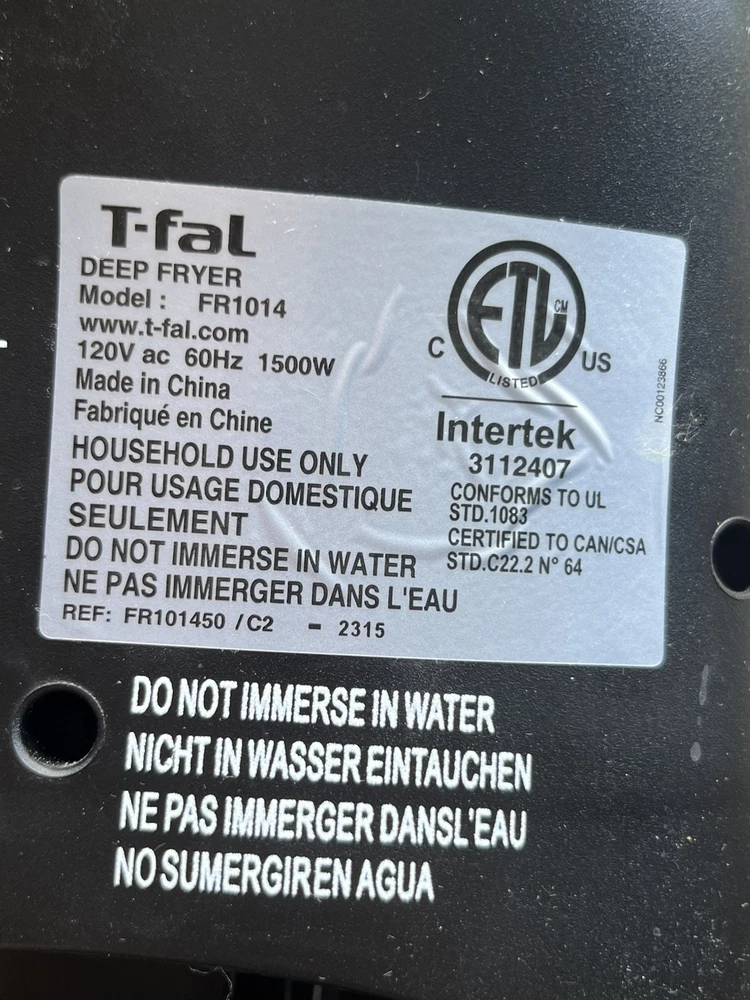 T-fal
DEEP FRYER
Model : FR1014
www.t-fal.com
120V ac 60Hz 1500W
Made in China
Fabriqué en Chine
HOUSEHOLD USE ONLY
POUR USAGE DOMESTIQUE
SEULEMENT
DO NOT IMMERSE IN WATER
NE PAS IMMERGER DANS L'EAU
REF: FR101450 /C2 - 2315
ETL CM
C US
LISTED
Intertek
3112407
CONFORMS TO UL
STD.1083
CERTIFIED TO CAN/CSA
STD.C22.2 N° 64
NC00123866
DO NOT IMMERSE IN WATER
NICHT IN WASSER EINTAUCHEN
NE PAS IMMERGER DANSL'EAU
NO SUMERGIREN AGUA